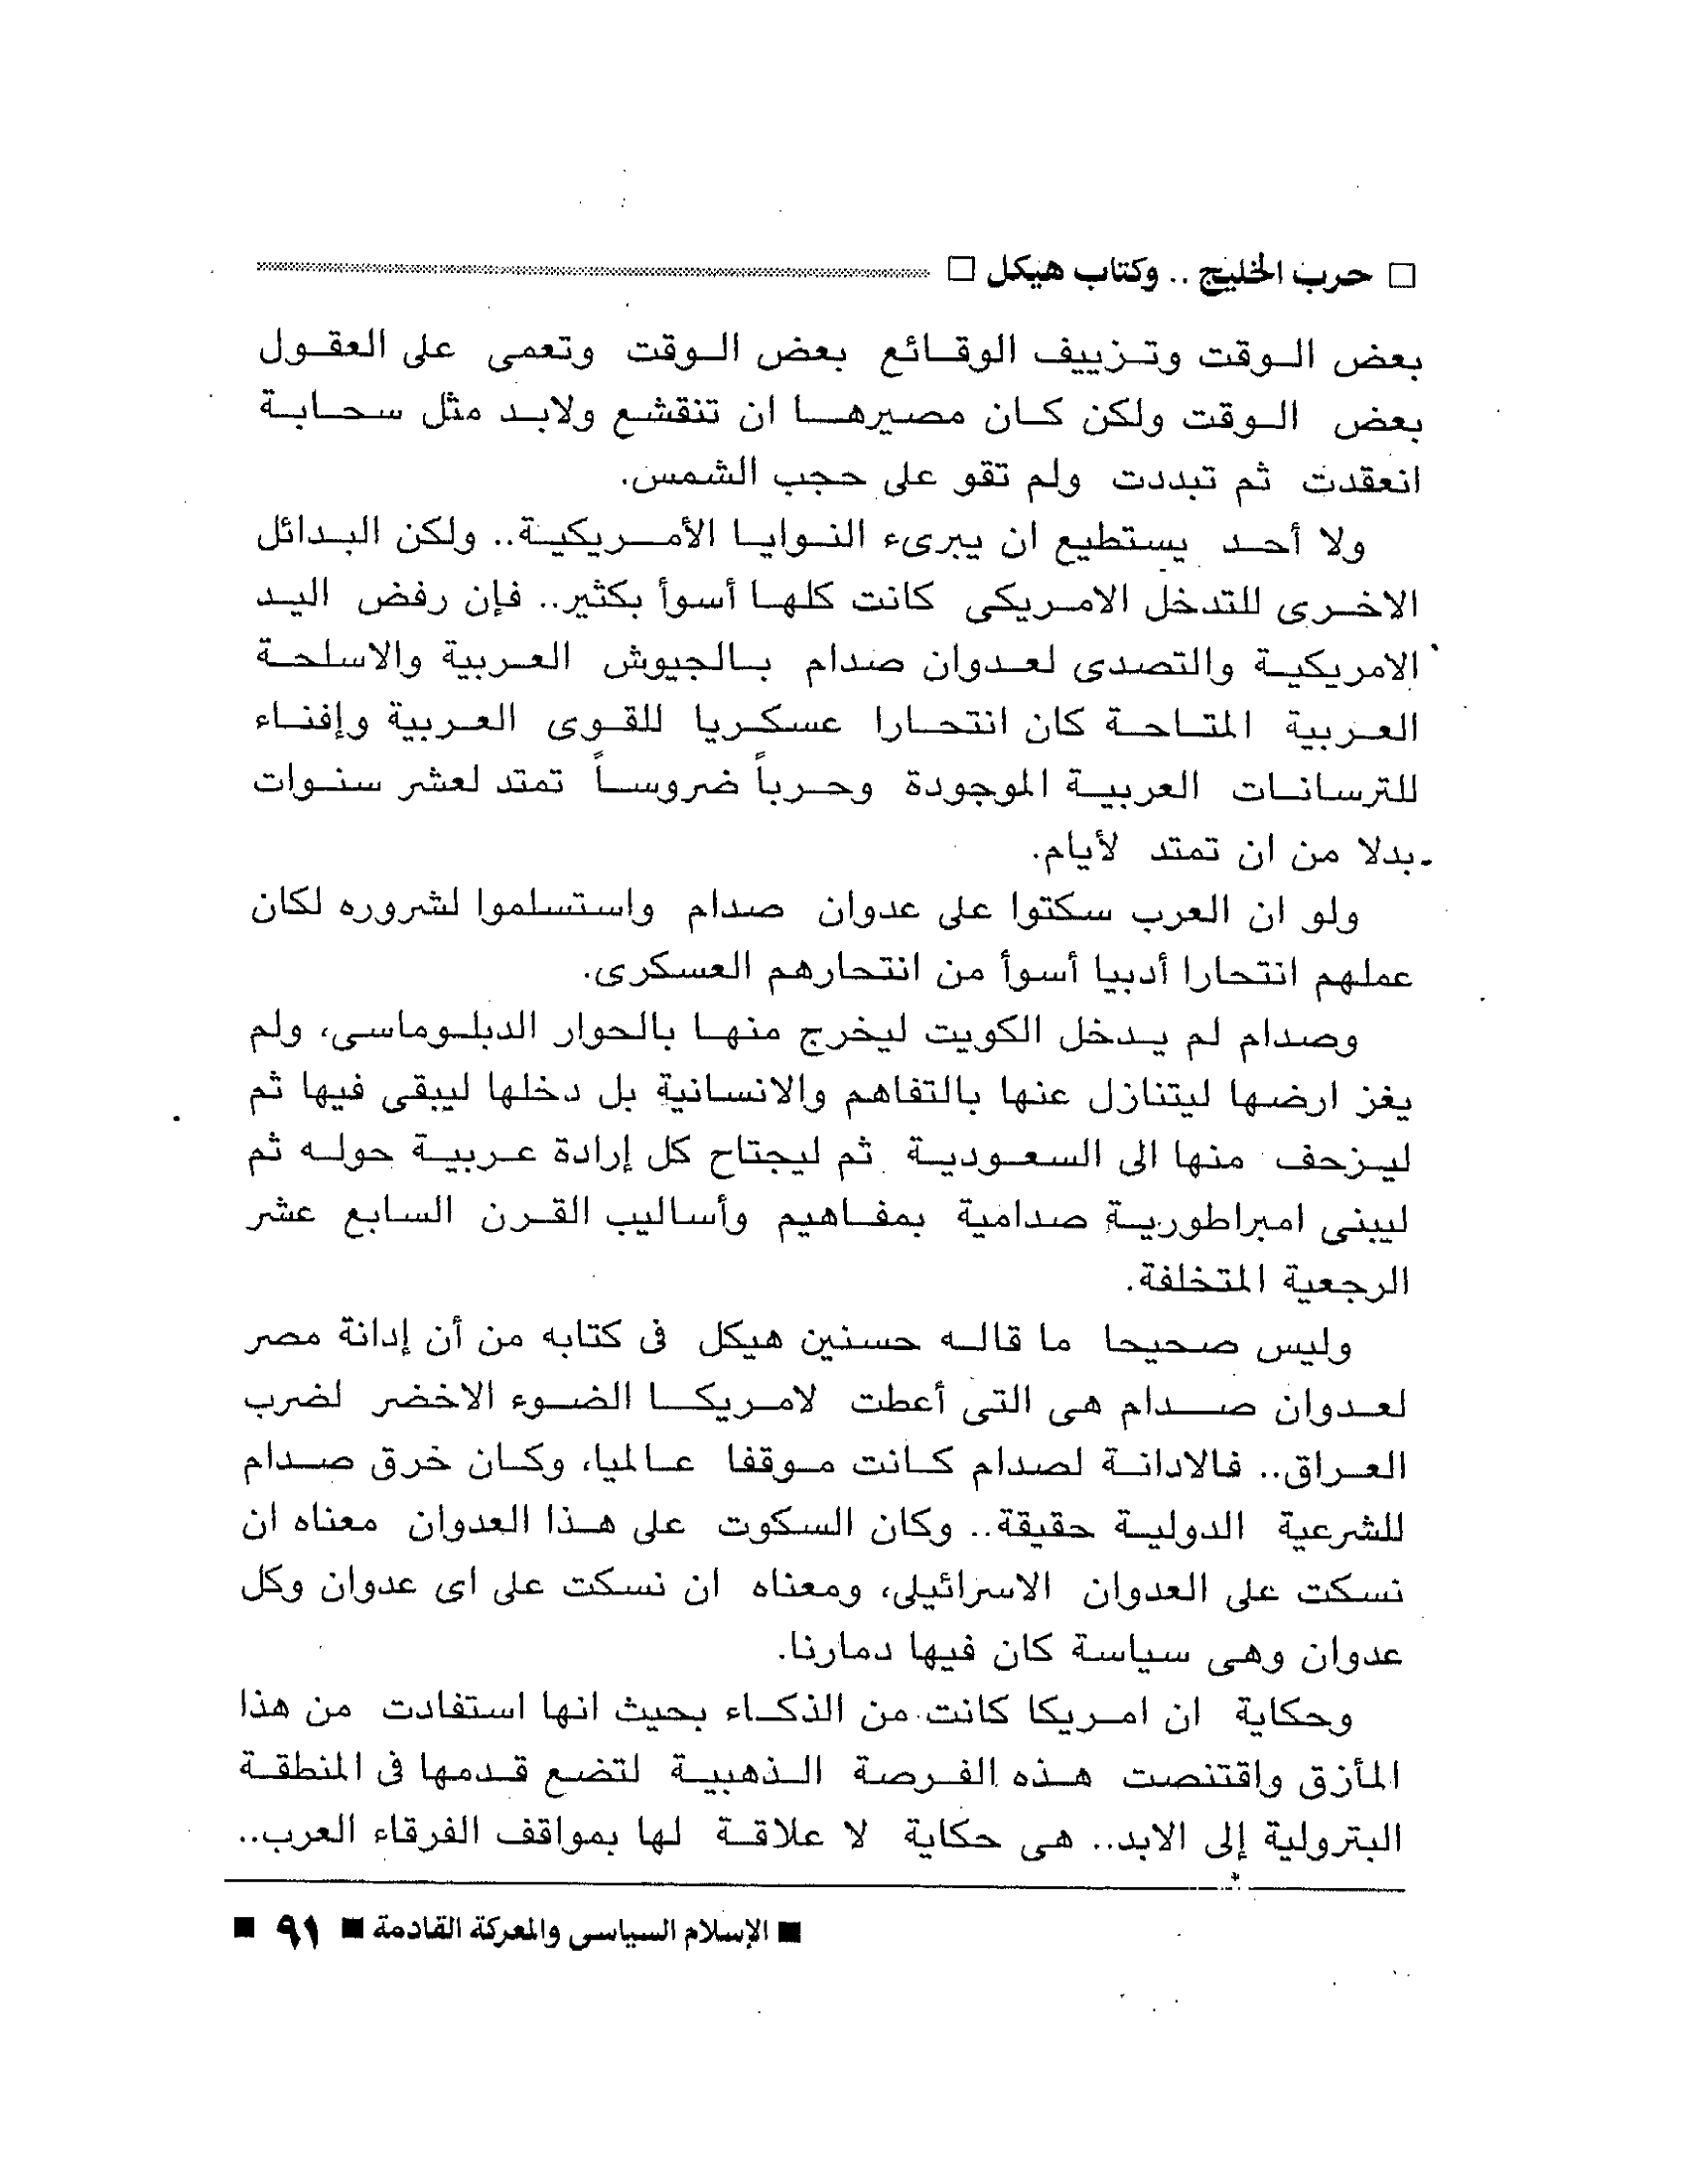 □ حرب الخليج .. وكتاب هيكل □
بعض الوقت وتزييف الوقائع بعض الوقت وتعمى على العقول
بعض الوقت ولكن كان مصيرها ان تنقشع ولابد مثل سحابة
انعقدت ثم تبددت ولم تقو على حجب الشمس.
ولا أحد يستطيع ان يبرىء النوايا الأمريكية.. ولكن البدائل
الاخرى للتدخل الامريكى كانت كلها أسوأ بكثير.. فإن رفض اليد
الامريكية والتصدى لعدوان صدام بالجيوش العربية والاسلحة
العربية المتاحة كان انتحارا عسكريا للقوى العربية وإفناء
للترسانات العربية الموجودة وحرباً ضروساً تمتد لعشر سنوات
بدلا من ان تمتد لأيام.
ولو ان العرب سكتوا على عدوان صدام واستسلموا لشروره لكان
عملهم انتحارا أدبيا أسوأ من انتحارهم العسكرى.
وصدام لم يدخل الكويت ليخرج منها بالحوار الدبلوماسى، ولم
يغز ارضها ليتنازل عنها بالتفاهم والانسانية بل دخلها ليبقى فيها ثم
ليزحف منها الى السعودية ثم ليجتاح كل إرادة عربية حوله ثم
ليبنى امبراطورية صدامية بمفاهيم وأساليب القرن السابع عشر
الرجعية المتخلفة.
وليس صحيحا ما قاله حسنين هيكل فى كتابه من أن إدانة مصر
لعدوان صدام هى التى أعطت لامريكا الضوء الاخضر لضرب
العراق.. فالادانة لصدام كانت موقفا عالميا، وكان خرق صدام
للشرعية الدولية حقيقة.. وكان السكوت على هذا العدوان معناه ان
نسكت على العدوان الاسرائيلى، ومعناه ان نسكت على اى عدوان وكل
عدوان وهى سياسة كان فيها دمارنا.
وحكاية ان امريكا كانت من الذكاء بحيث انها استفادت من هذا
المأزق واقتنصت هذه الفرصة الذهبية لتضع قدمها فى المنطقة
البترولية إلى الابد.. هى حكاية لا علاقة لها بمواقف الفرقاء العرب..
■ الإسلام السياسى والمعركة القادمة ■ ٩١ ■